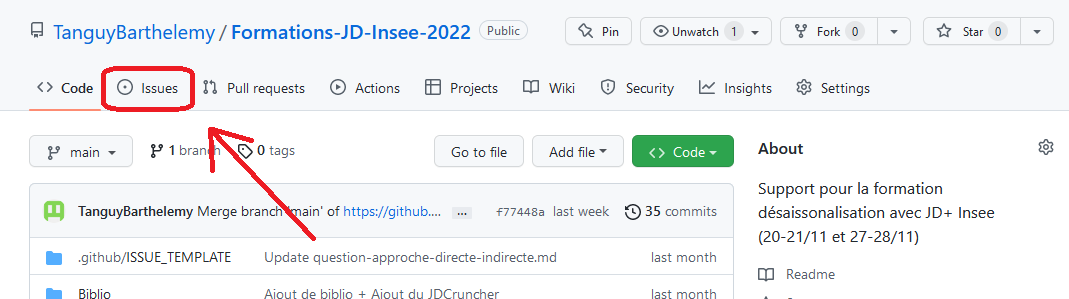 TanguyBarthelemy / Formations-JD-Insee-2022 Public Pin Unwatch 1 Fork 0 Star 0
Code Issues Pull requests Actions Projects Wiki Security Insights Settings
main 1 branch 0 tags Go to file Add file Code
TanguyBarthelemy Merge branch 'main' of https://github.... ... f77448a last week 35 commits
.github/ISSUE_TEMPLATE Update question-approche-directe-indirecte.md last month
Biblio Ajout de biblio + Ajout du JDCruncher last month
About
Support pour la formation
désaissonalisation avec JD+ Insee
(20-21/11 et 27-28/11)
Readme